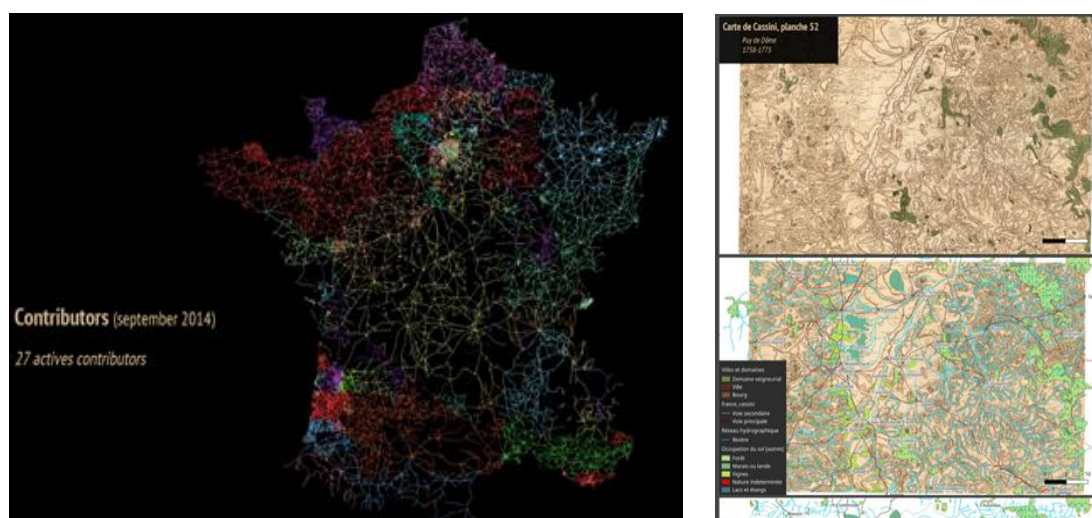 Contributors (september 2014)
27 actives contributors
Carte de Cassini, planche 52
Puy de Dôme
1758-1775
Villes et domaines
Domaine seigneurial
Ville
Bourg
france_cassini
Voie secondaire
Voie principale
Réseau hydrographique
Rivière
Occupation du sol (autres)
Forêt
Marais ou lande
Vignes
Nature indeterminée
Lacs et étangs